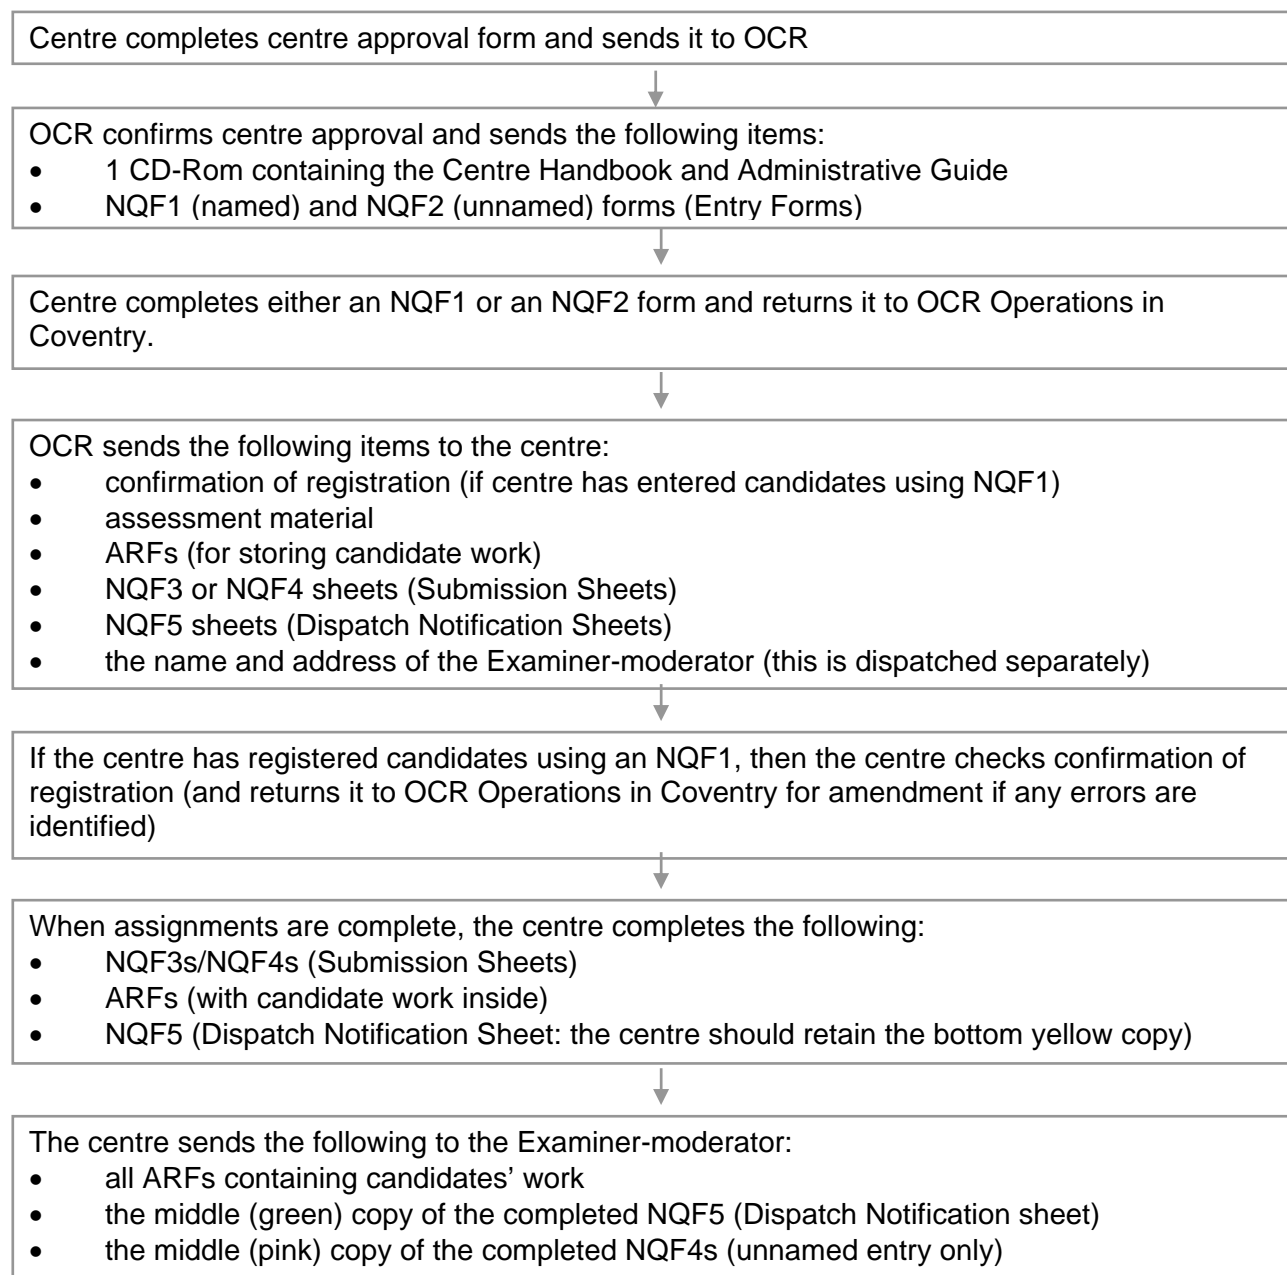 Centre completes centre approval form and sends it to OCR
OCR confirms centre approval and sends the following items:
• 1 CD-Rom containing the Centre Handbook and Administrative Guide
• NQF1 (named) and NQF2 (unnamed) forms (Entry Forms)
Centre completes either an NQF1 or an NQF2 form and returns it to OCR Operations in
Coventry.
OCR sends the following items to the centre:
• confirmation of registration (if centre has entered candidates using NQF1)
• assessment material
• ARFs (for storing candidate work)
• NQF3 or NQF4 sheets (Submission Sheets)
• NQF5 sheets (Dispatch Notification Sheets)
• the name and address of the Examiner-moderator (this is dispatched separately)
If the centre has registered candidates using an NQF1, then the centre checks confirmation of
registration (and returns it to OCR Operations in Coventry for amendment if any errors are
identified)
When assignments are complete, the centre completes the following:
• NQF3s/NQF4s (Submission Sheets)
• ARFs (with candidate work inside)
• NQF5 (Dispatch Notification Sheet: the centre should retain the bottom yellow copy)
The centre sends the following to the Examiner-moderator:
• all ARFs containing candidates’ work
• the middle (green) copy of the completed NQF5 (Dispatch Notification sheet)
• the middle (pink) copy of the completed NQF4s (unnamed entry only)